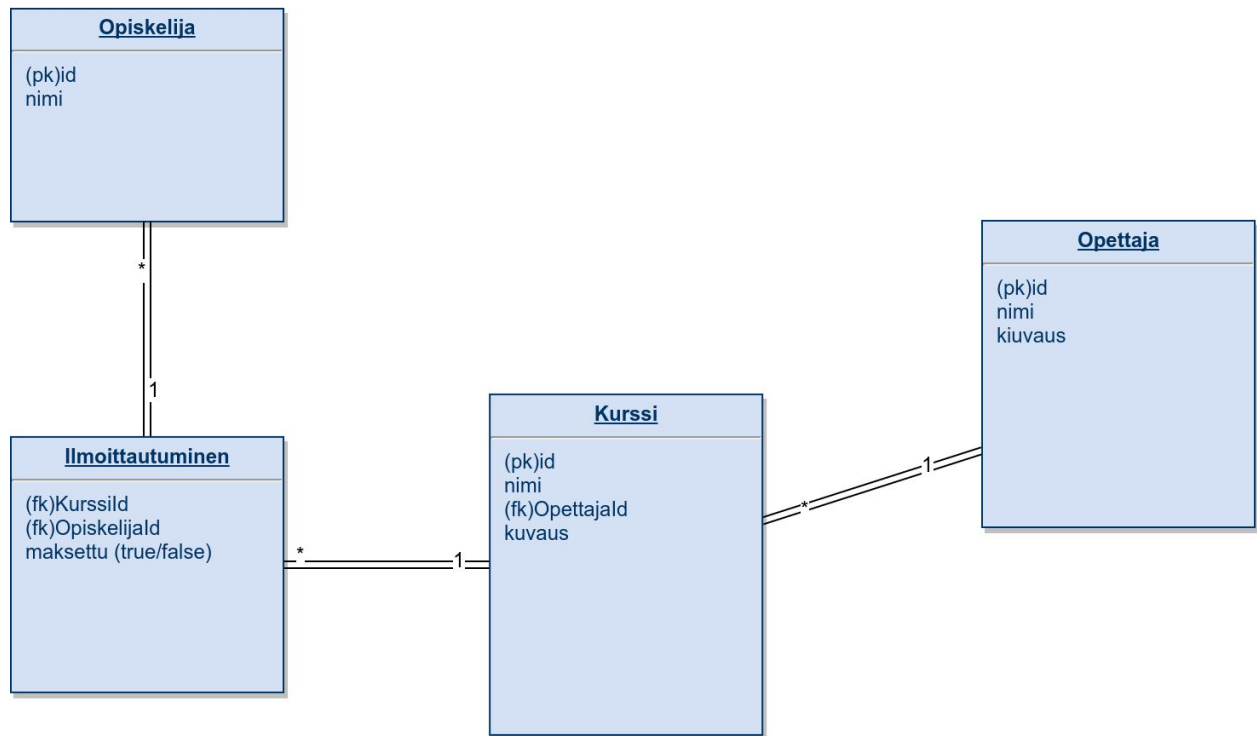 Opiskelija
(pk)id
nimi
*
1
Ilmoittautuminen
(fk)KurssiId
(fk)OpiskelijaId
maksettu (true/false)
*
1
Kurssi
(pk)id
nimi
(fk)OpettajaId
kuvaus
*
1
Opettaja
(pk)id
nimi
kiuvaus